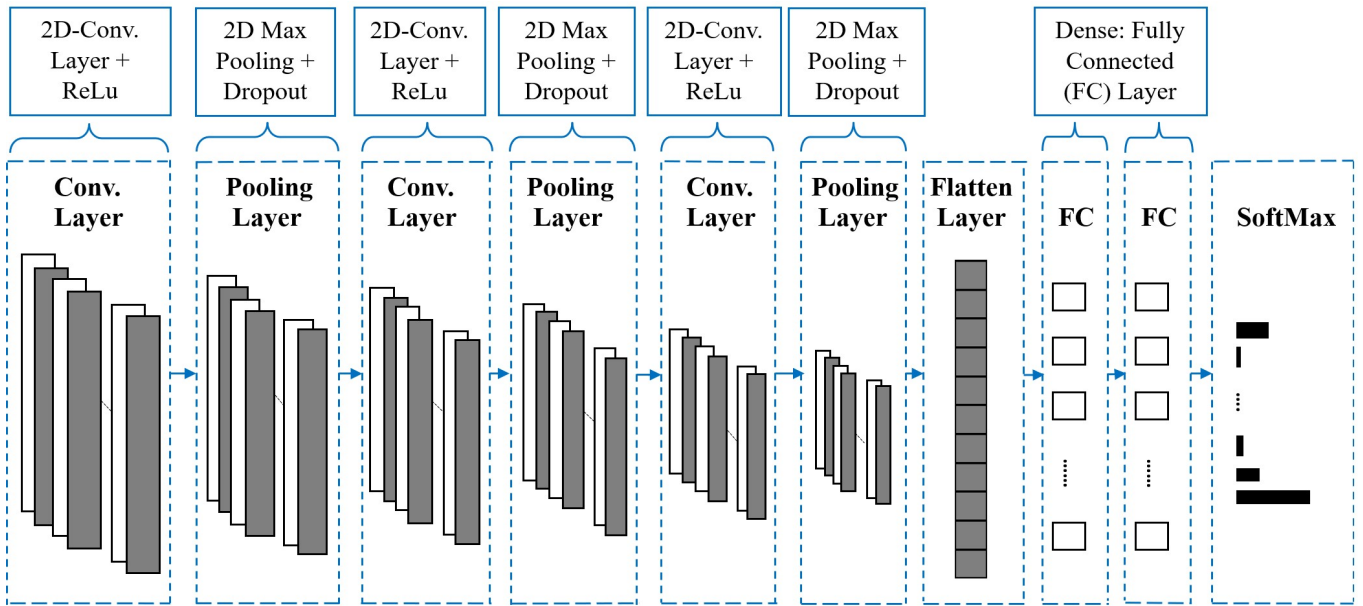 2D-Conv.
Layer +
ReLu
2D Max
Pooling +
Dropout
2D-Conv.
Layer +
ReLu
2D Max
Pooling +
Dropout
2D-Conv.
Layer +
ReLu
2D Max
Pooling +
Dropout
Dense: Fully
Connected
(FC) Layer
Conv.
Layer
Pooling
Layer
Conv.
Layer
Pooling
Layer
Conv.
Layer
Pooling
Layer
Flatten
Layer
FC
FC
SoftMax